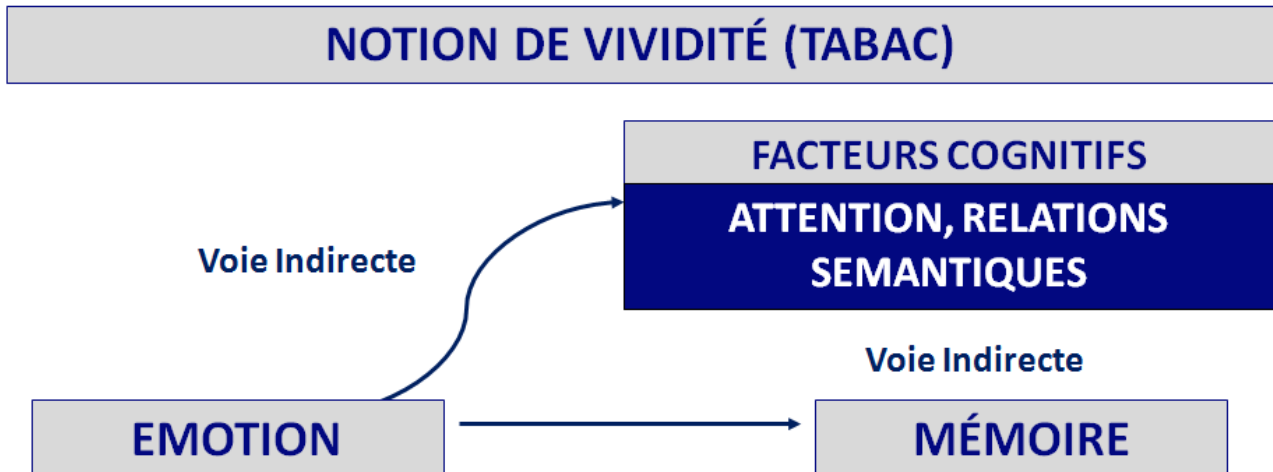 NOTION DE VIVIDITÉ (TABAC)
FACTEURS COGNITIFS
ATTENTION, RELATIONS
SEMANTIQUES
Voie Indirecte
Voie Indirecte
EMOTION
MÉMOIRE